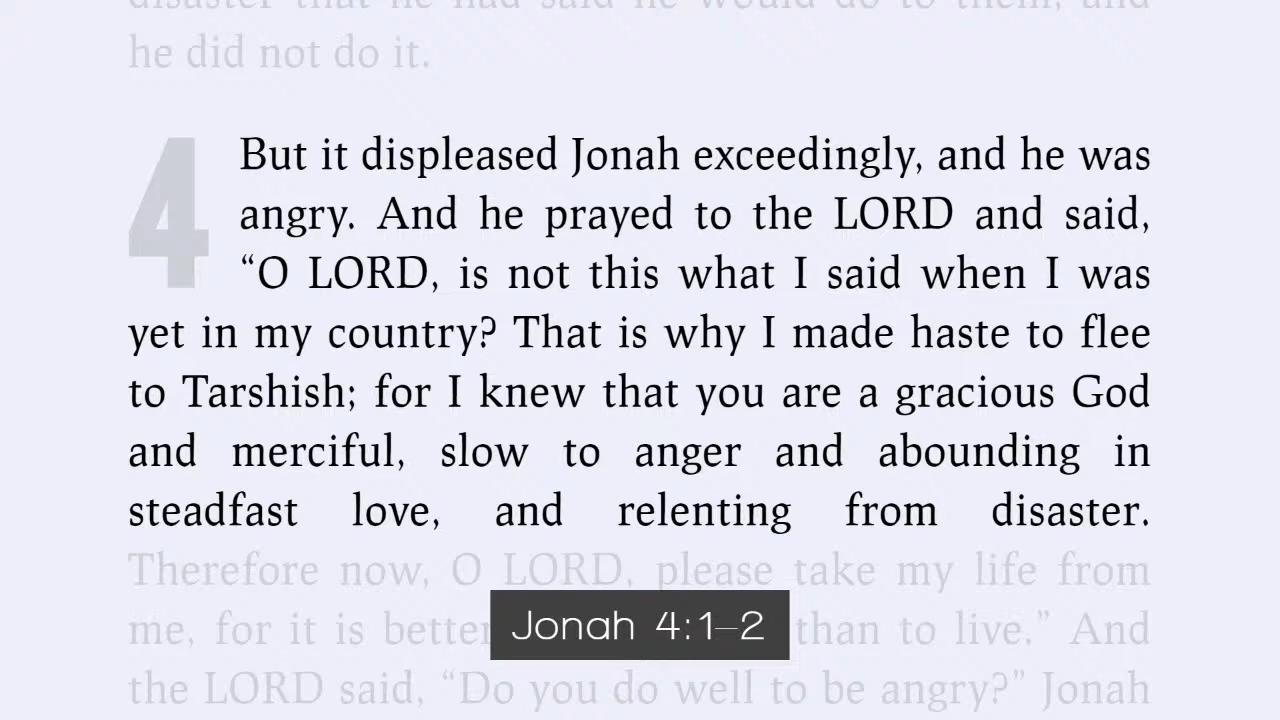 disaster that he had said he would do to them, and
he did not do it.
4
But it displeased Jonah exceedingly, and he was
angry. And he prayed to the LORD and said,
“O LORD, is not this what I said when I was
yet in my country? That is why I made haste to flee
to Tarshish; for I knew that you are a gracious God
and merciful, slow to anger and abounding in
steadfast love, and relenting from disaster.
Therefore now, O LORD, please take my life from
me, for it is better than to live.” And
Jonah 4:1–2
the LORD said, “Do you do well to be angry?” Jonah